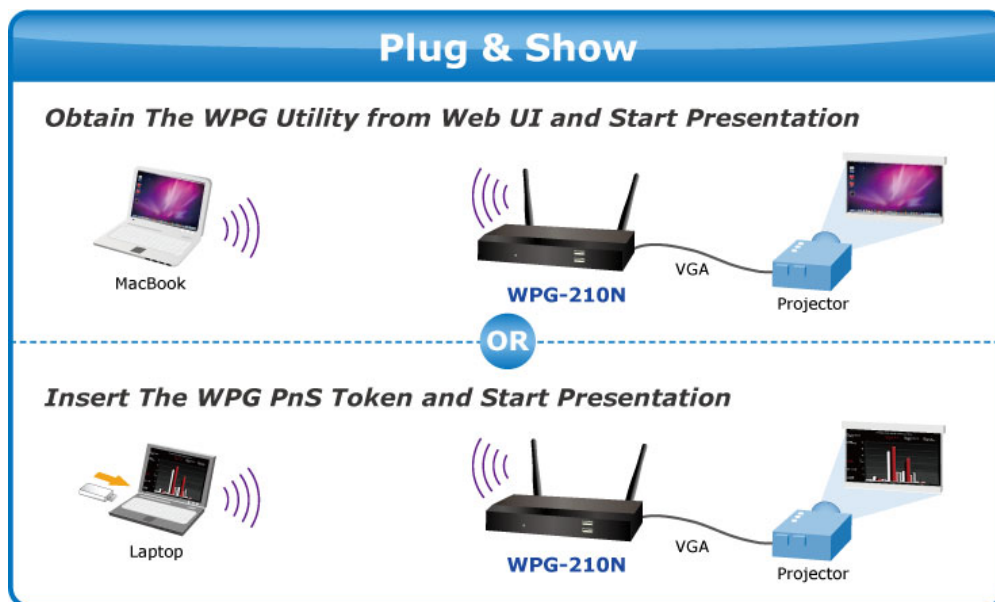 Plug & Show
Obtain The WPG Utility from Web UI and Start Presentation
MacBook
WPG-210N
VGA
Projector
OR
Insert The WPG PnS Token and Start Presentation
Laptop
WPG-210N
VGA
Projector